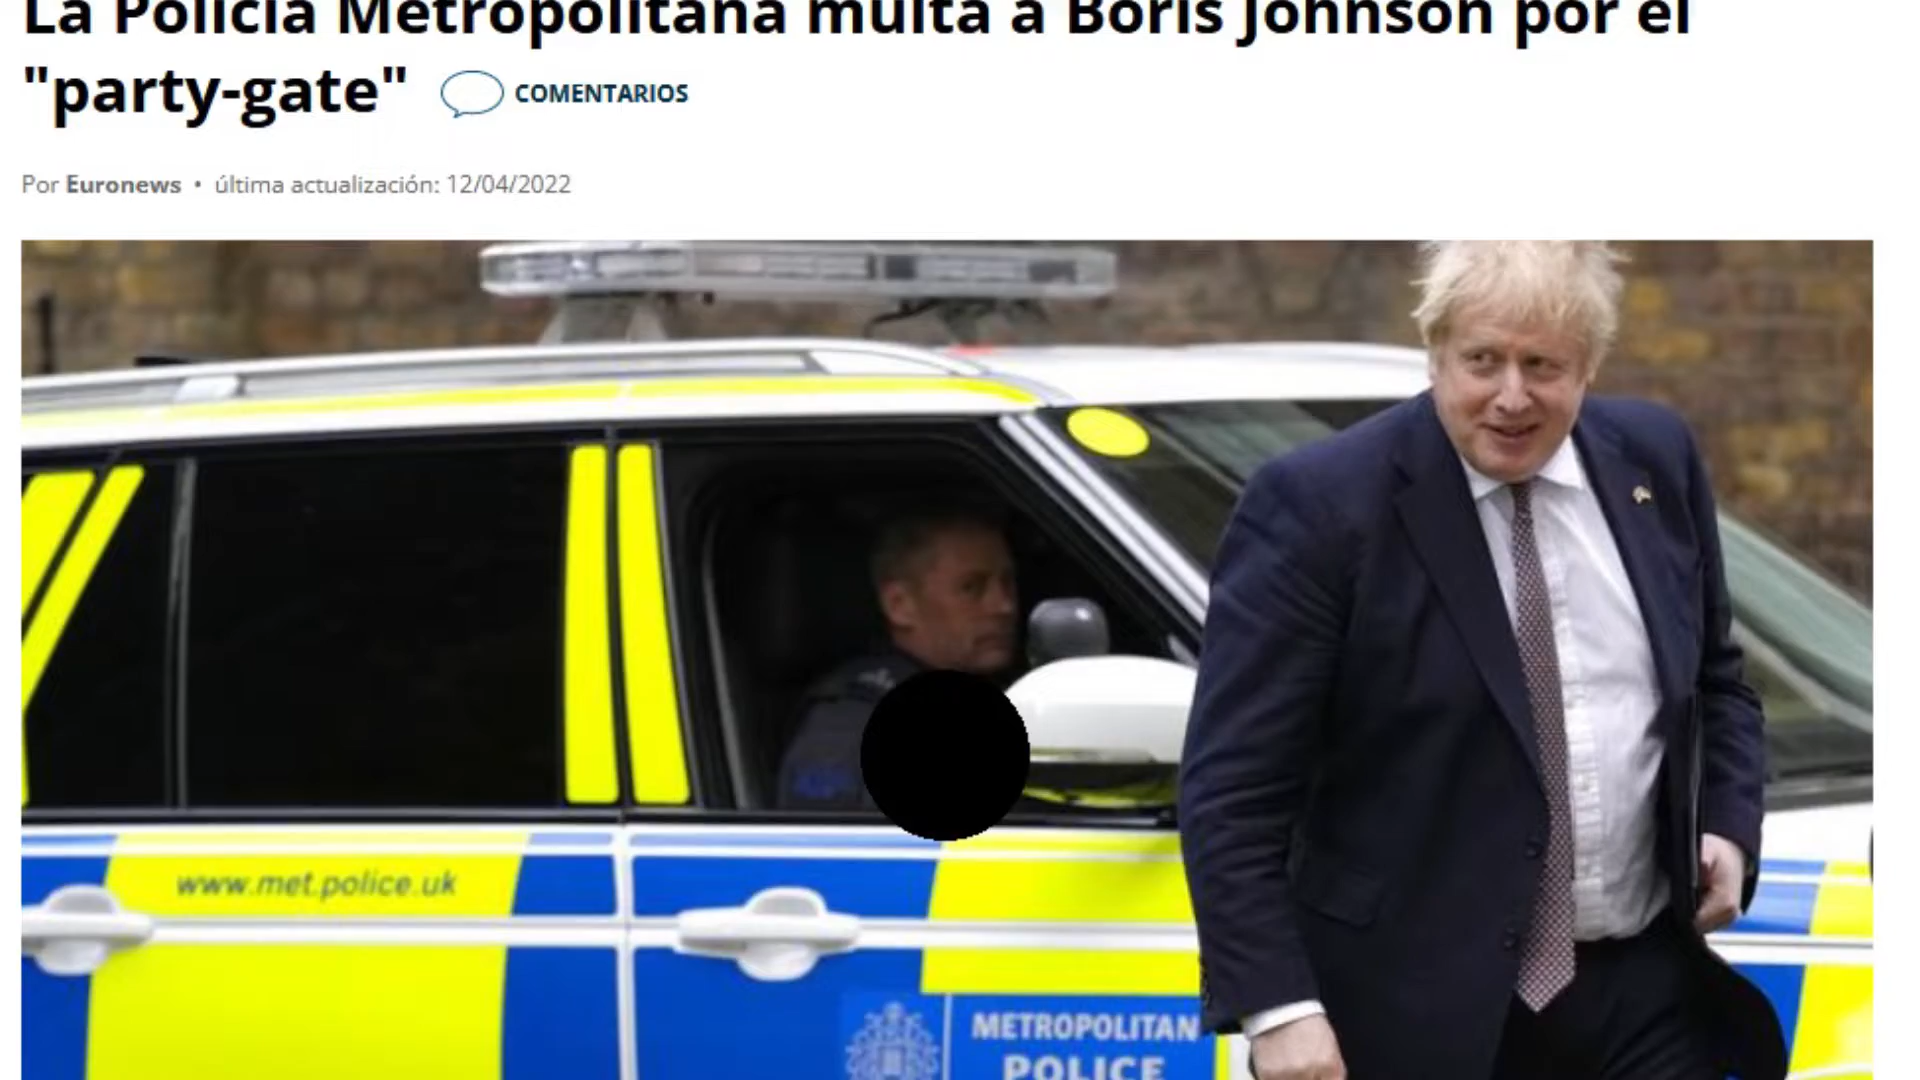 La Policía Metropolitana multa a Boris Johnson por el
"party-gate" COMENTARIOS
Por Euronews • última actualización: 12/04/2022
www.met.police.uk
METROPOLITAN
POLICE